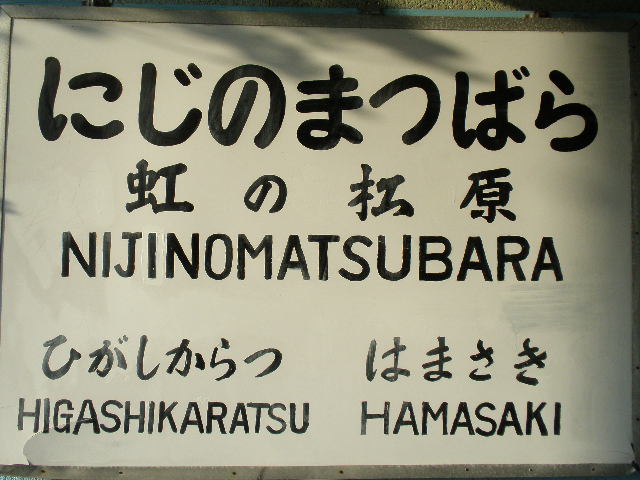 にじのまつばら
虹の松原
NIJINOMATSUBARA
ひがしからつ はまさき
HIGASHIKARATSU HAMASAKI